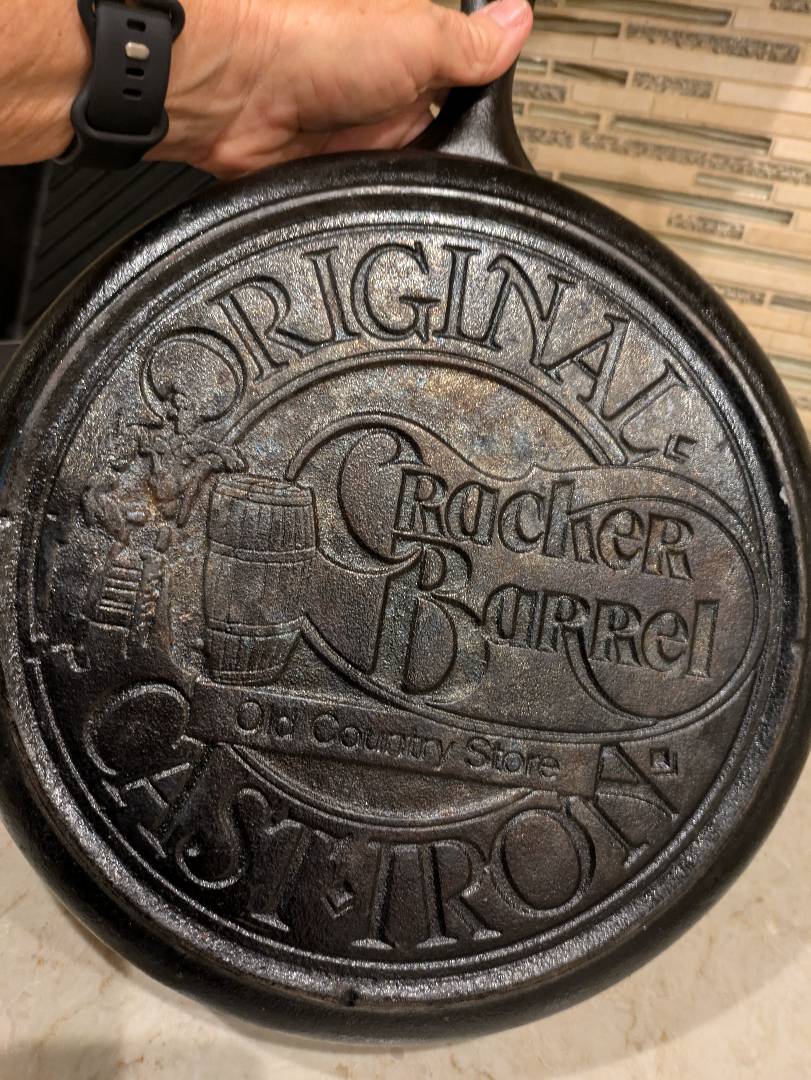 ORIGINAL
Cracker
Barrel
Old Country Store
CAST IRON